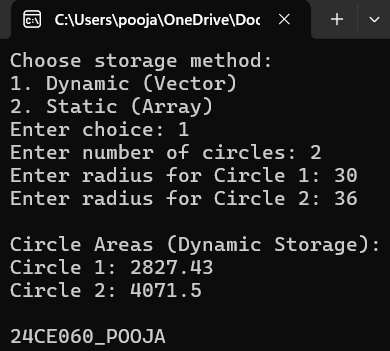 C:\Users\pooja\OneDrive\Doc
Choose storage method:
1. Dynamic (Vector)
2. Static (Array)
Enter choice: 1
Enter number of circles: 2
Enter radius for Circle 1: 30
Enter radius for Circle 2: 36
Circle Areas (Dynamic Storage):
Circle 1: 2827.43
Circle 2: 4071.5
24CE060_POOJA